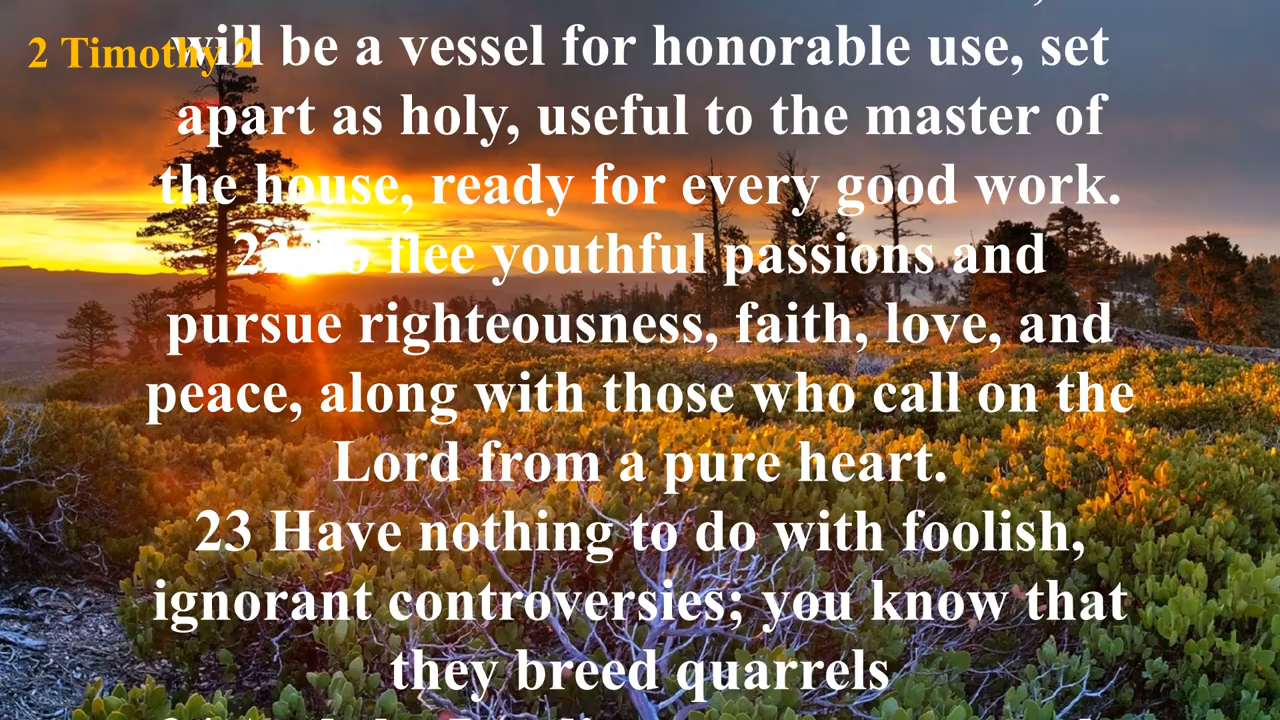 2 Timothy 2
will be a vessel for honorable use, set
apart as holy, useful to the master of
the house, ready for every good work.
22 So flee youthful passions and
pursue righteousness, faith, love, and
peace, along with those who call on the
Lord from a pure heart.
23 Have nothing to do with foolish,
ignorant controversies; you know that
they breed quarrels